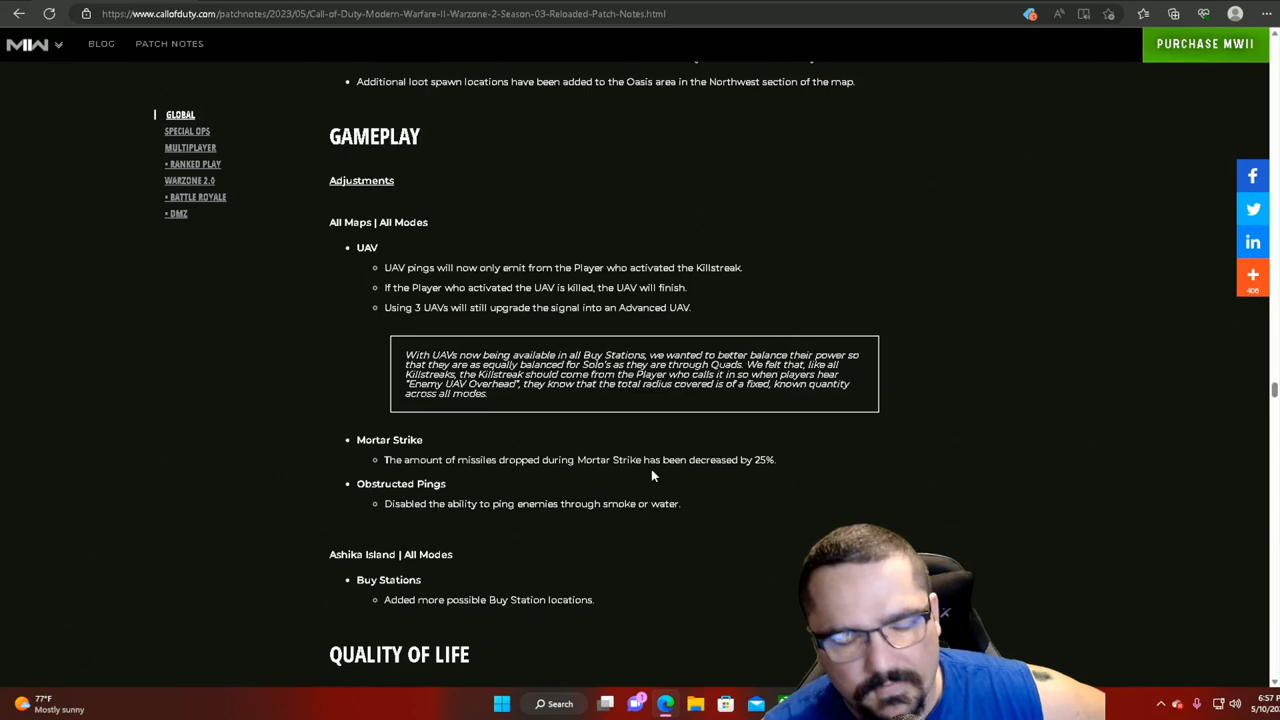 https://www.callofduty.com/patchnotes/2023/05/Call-of-Duty-Modern-Warfare-II-Warzone-2-Season-03-Reloaded-Patch-Notes.html
MW BLOG PATCH NOTES PURCHASE MWII
• Additional loot spawn locations have been added to the Oasis area in the Northwest section of the map.
GLOBAL
SPECIAL OPS
MULTIPLAYER
• RANKED PLAY
WARZONE 2.0
• BATTLE ROYALE
• DMZ
GAMEPLAY
Adjustments
All Maps | All Modes
• UAV
UAV pings will now only emit from the Player who activated the Killstreak.
If the Player who activated the UAV is killed, the UAV will finish.
Using 3 UAVs will still upgrade the signal into an Advanced UAV.
With UAVs now being available in all Buy Stations, we wanted to better balance their power so
that they are as equally balanced for Solo's as they are through Quads. We felt that, like all
Killstreaks, the Killstreak should come from the Player who calls it in so when players hear
"Enemy UAV Overhead", they know that the total radius covered is of a fixed, known quantity
across all modes.
• Mortar Strike
The amount of missiles dropped during Mortar Strike has been decreased by 25%.
• Obstructed Pings
Disabled the ability to ping enemies through smoke or water.
Ashika Island | All Modes
• Buy Stations
Added more possible Buy Station locations.
QUALITY OF LIFE
406
77°F
Mostly sunny
Search
6:57
5/10/20